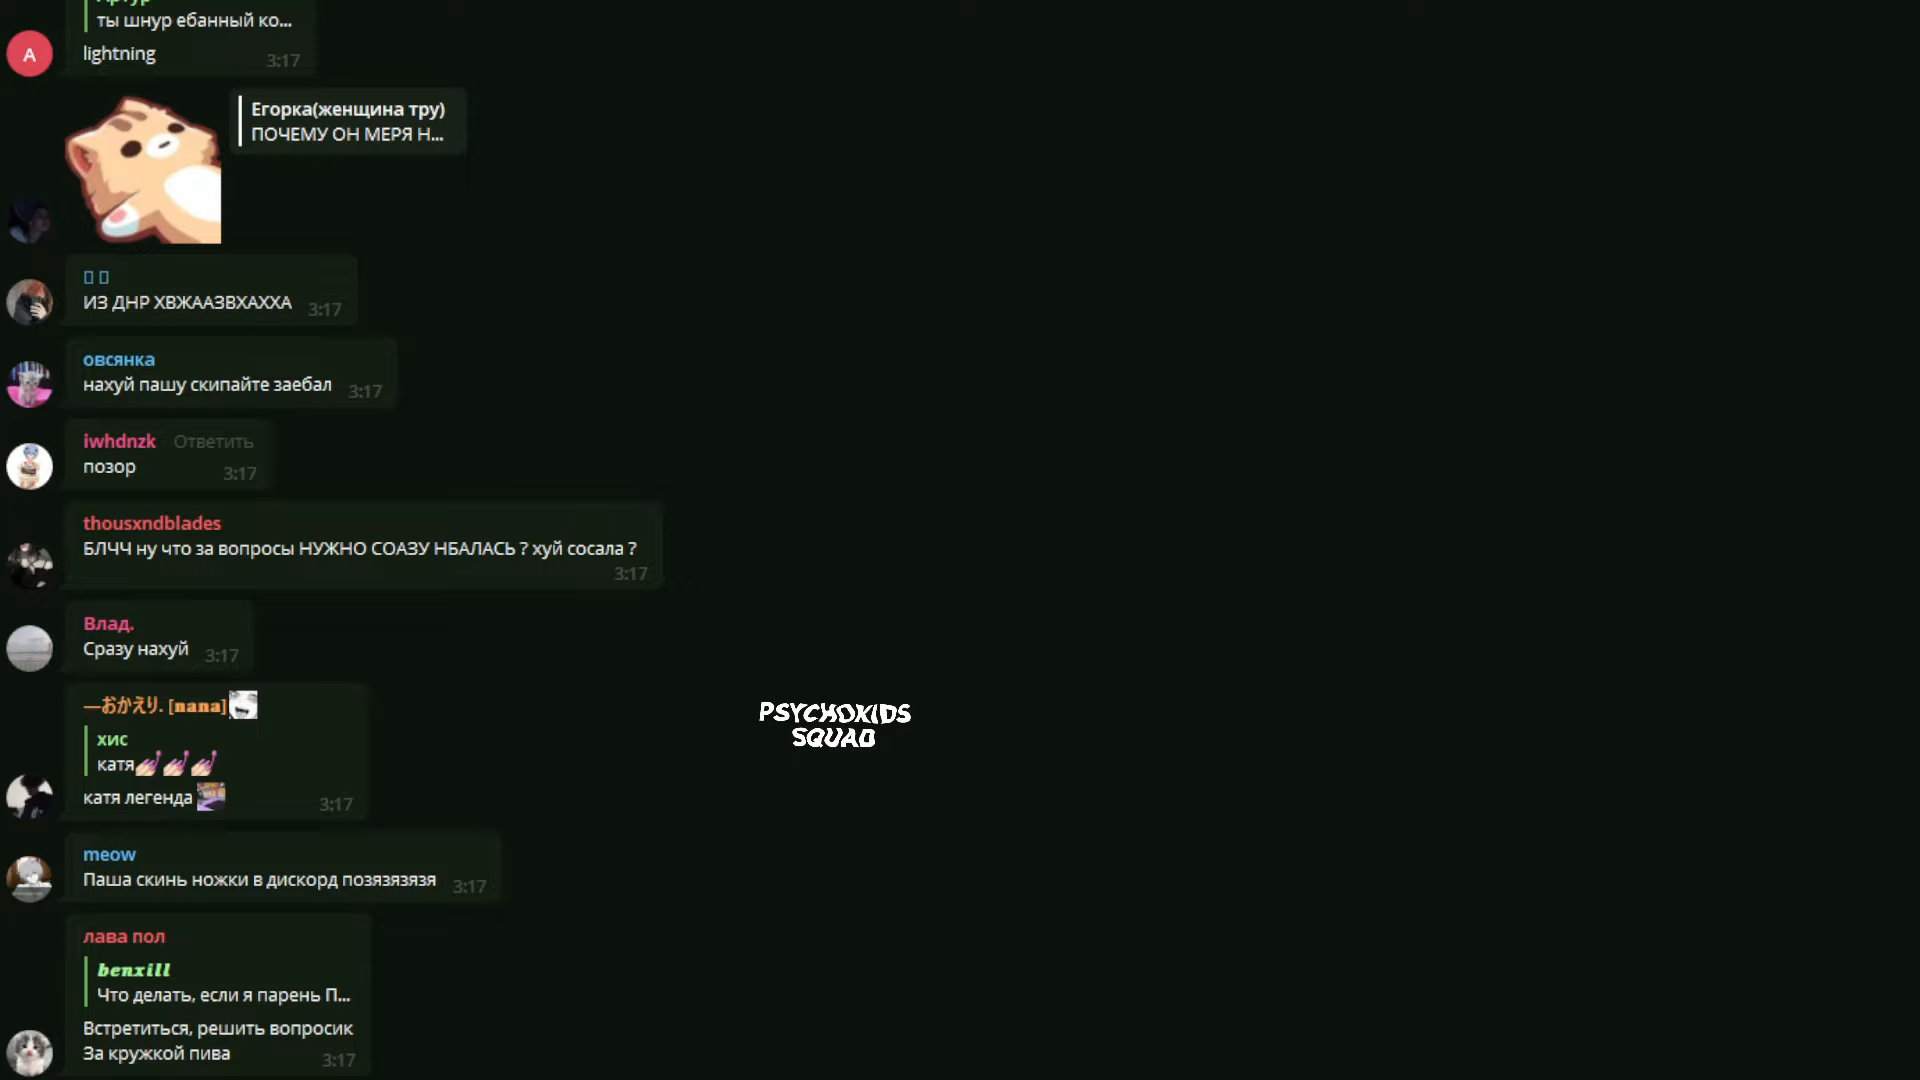 Артур
ты шнур ебанный ко...
A
lightning
3:17
Егорка(женщина тру)
ПОЧЕМУ ОН МЕРЯ Н...
ИЗ ДНР ХВЖААЗВХАХХА 3:17
овсянка
нахуй пашу скипайте заебал 3:17
iwhdnzk Ответить
позор 3:17
thousxndblades
БЛЧЧ ну что за вопросы НУЖНО СОАЗУ НБАЛАСЬ ? хуй сосала ?
3:17
Влад.
Сразу нахуй 3:17
—おかえり. [nana]
хис
катя💅💅💅
катя легенда 3:17
PSYCHOKIDS
SQUAD
meow
Паша скинь ножки в дискорд позязязязя 3:17
лава пол
benxill
Что делать, если я парень П...
Встретиться, решить вопросик
За кружкой пива 3:17